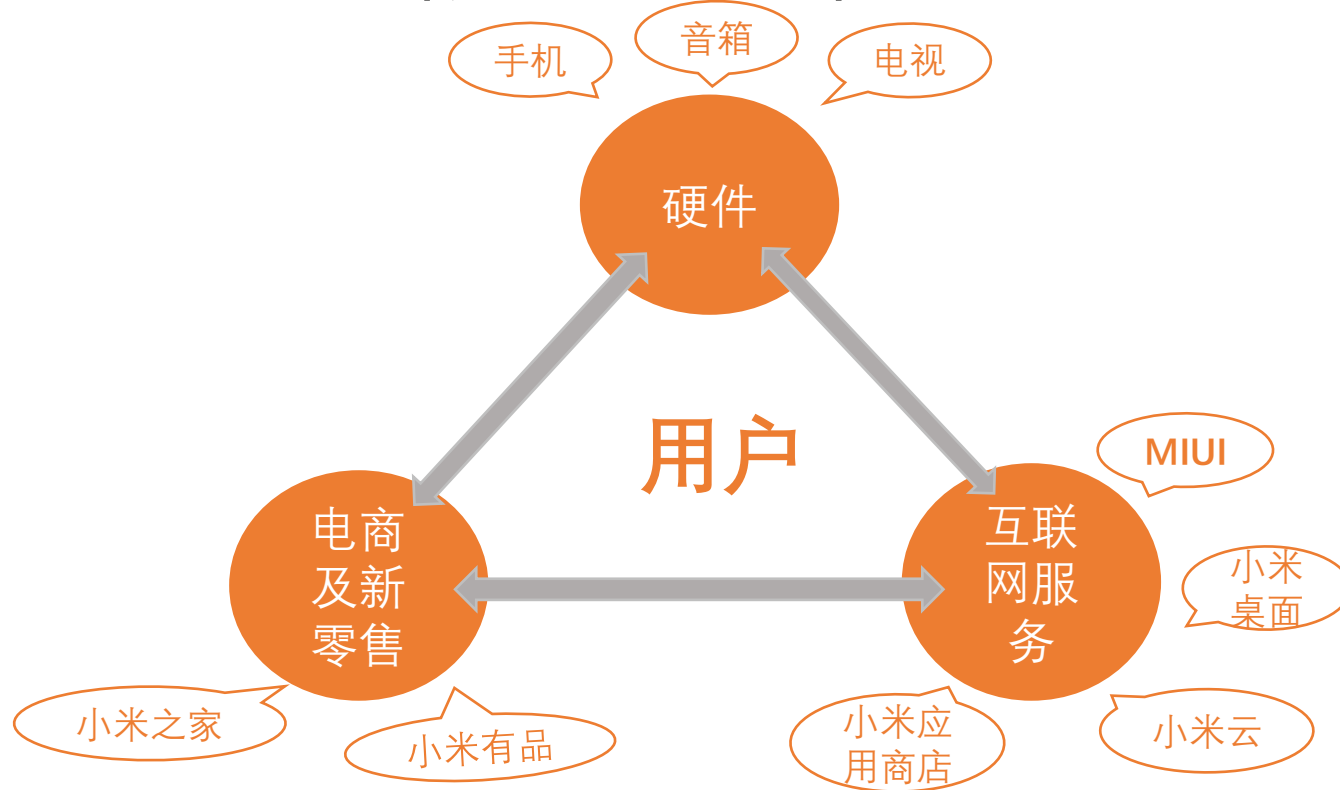 手机
音箱
电视
硬件
用户
MIUI
电商
及新
零售
互联
网服
务
小米
桌面
小米之家
小米有品
小米应
用商店
小米云